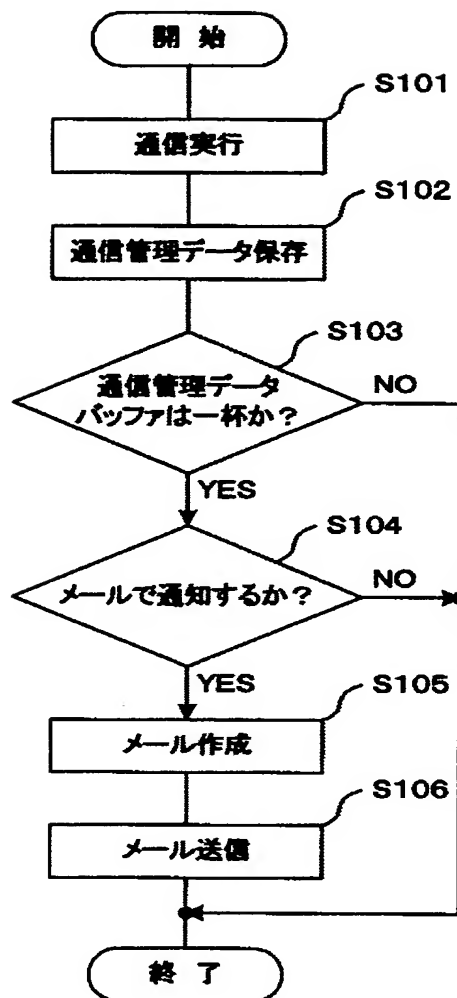 開 始
S101
通信実行
S102
通信管理データ保存
S103
通信管理データ
バッファは一杯か？
NO
YES
S104
メールで通知するか？
NO
YES
S105
メール作成
S106
メール送信
終 了